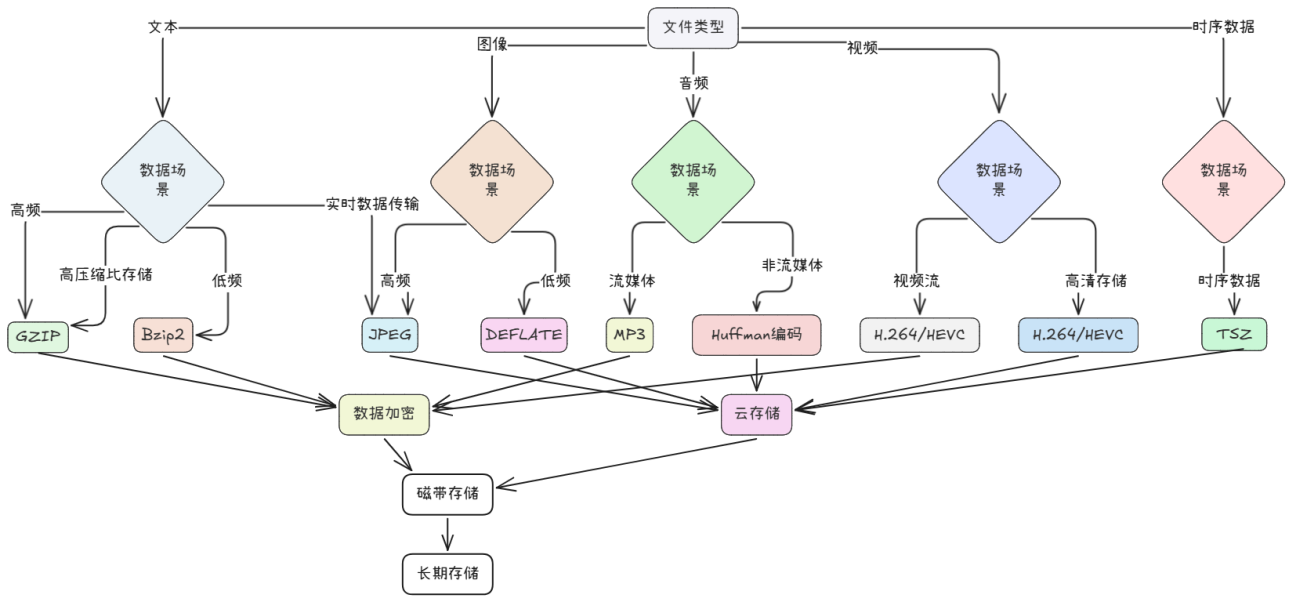 文件类型
文本
图像
音频
视频
时序数据
数据场
景
数据场
景
数据场
景
数据场
景
数据场
景
高频
高压缩比存储
低频
实时数据传输
高频
低频
流媒体
非流媒体
视频流
高清存储
时序数据
GZIP
Bzip2
JPEG
DEFLATE
MP3
Huffman编码
H.264/HEVC
H.264/HEVC
TSZ
数据加密
云存储
磁带存储
长期存储